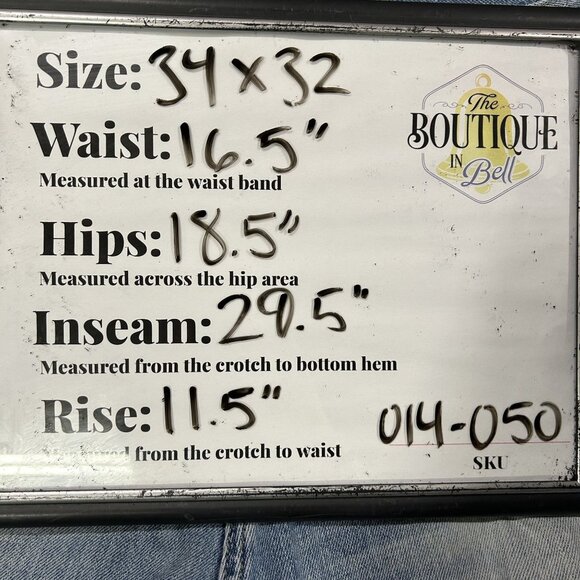 Size: 34x32
The
BOUTIQUE
IN
Bell
Waist: 16.5"
Measured at the waist band
Hips: 18.5"
Measured across the hip area
Inseam: 29.5"
Measured from the crotch to bottom hem
Rise: 11.5"
from the crotch to waist
014-050
SKU